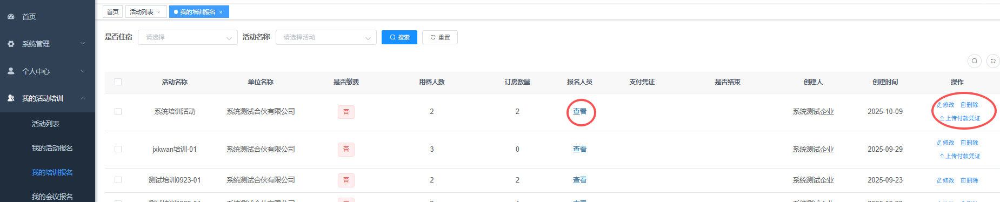 首页
系统管理
个人中心
我的活动培训
活动列表
我的活动报名
我的培训报名
我的会议报名
首页 活动列表 × 我的培训报名 ×
是否住宿 请选择 活动名称 请选择活动 搜索 重置
活动名称 单位名称 是否缴费 用餐人数 订房数量 报名人员 支付凭证 是否结束 创建人 创建时间 操作
系统培训活动 系统测试合伙有限公司 否 2 2 查看 系统测试企业 2025-10-09 修改 删除
上传付款凭证
jxkwan培训-01 系统测试合伙有限公司 否 3 0 查看 系统测试企业 2025-09-29 修改 删除
上传付款凭证
测试培训0923-01 系统测试合伙有限公司 否 2 2 查看 系统测试企业 2025-09-23 修改 删除